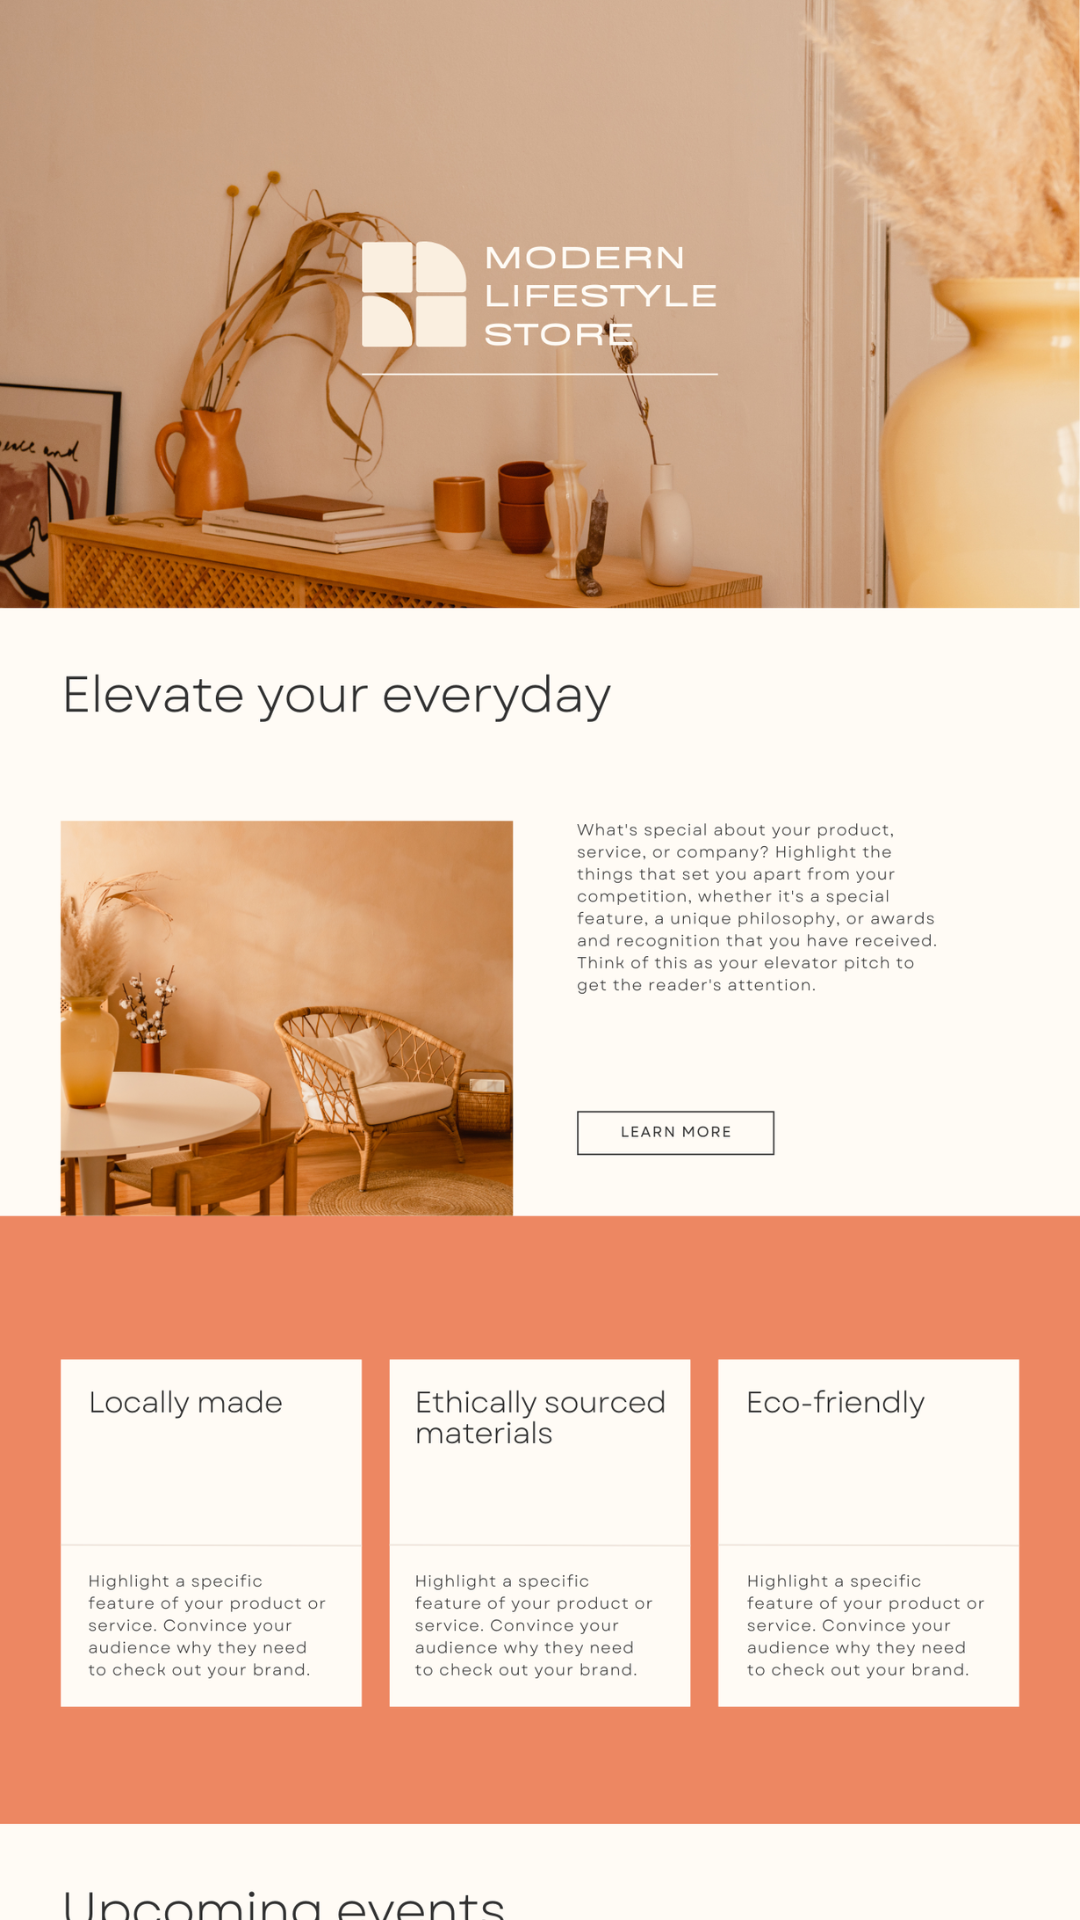 MODERN
LIFESTYLE
STORE
and
Elevate your everyday
What's special about your product,
service, or company? Highlight the
things that set you apart from your
competition, whether it's a special
feature, a unique philosophy, or awards
and recognition that you have received.
Think of this as your elevator pitch to
get the reader's attention.
LEARN MORE
Locally made
Highlight a specific
feature of your product or
service. Convince your
audience why they need
to check out your brand.
Ethically sourced
materials
Highlight a specific
feature of your product or
service. Convince your
audience why they need
to check out your brand.
Eco-friendly
Highlight a specific
feature of your product or
service. Convince your
audience why they need
to check out your brand.
Upcoming events